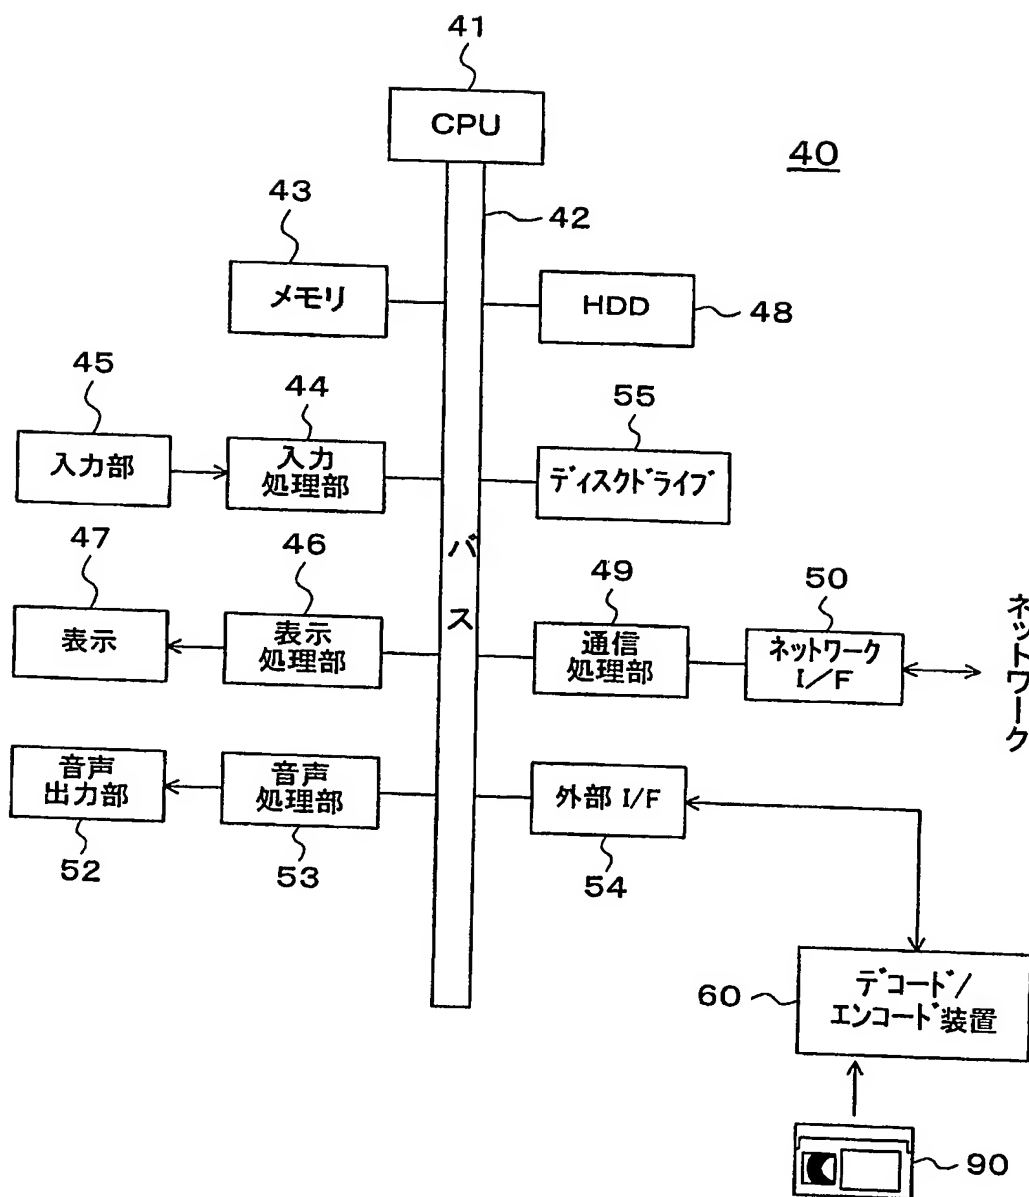 41
CPU
40
42
43
メモリ
HDD
48
45
入力部
44
入力
処理部
55
ディスクドライブ
バス
47
表示
46
表示
処理部
49
通信
処理部
50
ネットワーク
I/F
ネットワーク
音声
出力部
52
音声
処理部
53
外部 I/F
54
60
デコード/
エンコード装置
90